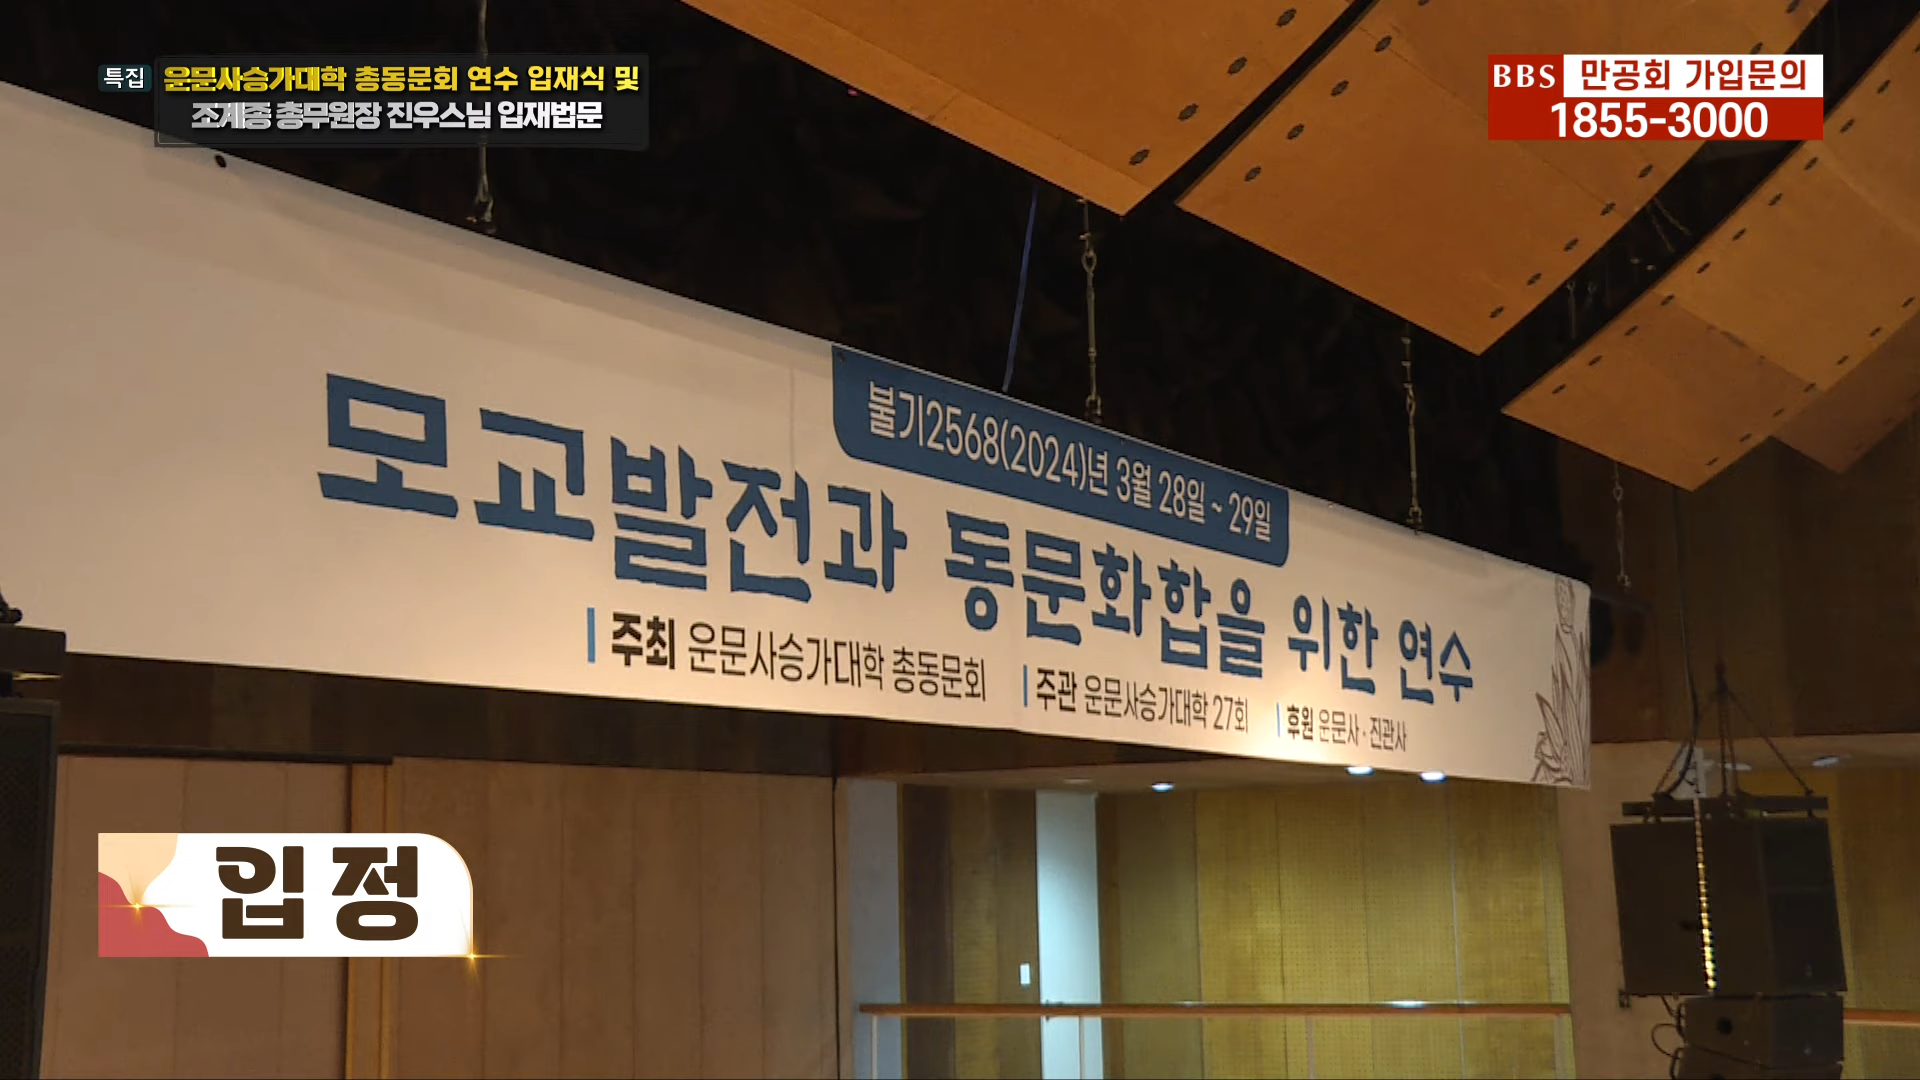 특집 운문사승가대학 총동문회 연수 입재식 및
조계종 총무원장 진우스님 입재법문
BBS 만공회 가입문의
1855-3000
불기2568(2024)년 3월 28일 ~ 29일
모교발전과 동문화합을 위한 연수
주최 운문사승가대학 총동문회 주관 운문사승가대학 27회 후원 운문사 · 진관사
입정